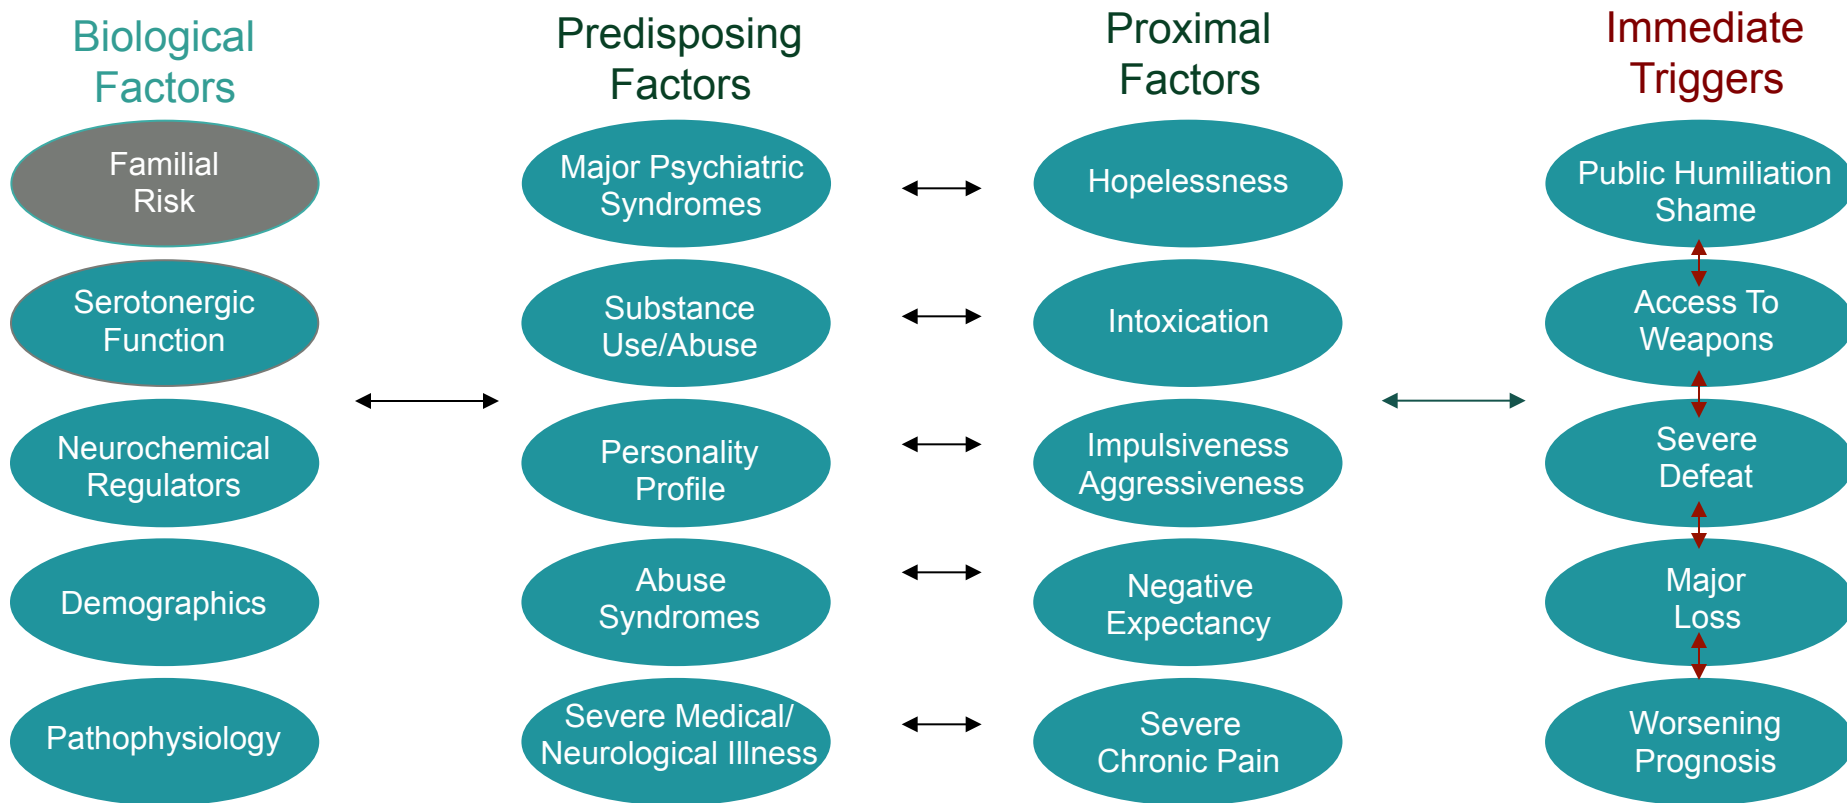 Biological
Factors
Familial
Risk
Serotonergic
Function
Neurochemical
Regulators
Demographics
Pathophysiology
Predisposing
Factors
Major Psychiatric
Syndromes
Substance
Use/Abuse
Personality
Profile
Abuse
Syndromes
Severe Medical/
Neurological Illness
Proximal
Factors
Hopelessness
Intoxication
Impulsiveness
Aggressiveness
Negative
Expectancy
Severe
Chronic Pain
Immediate
Triggers
Public Humiliation
Shame
Access To
Weapons
Severe
Defeat
Major
Loss
Worsening
Prognosis